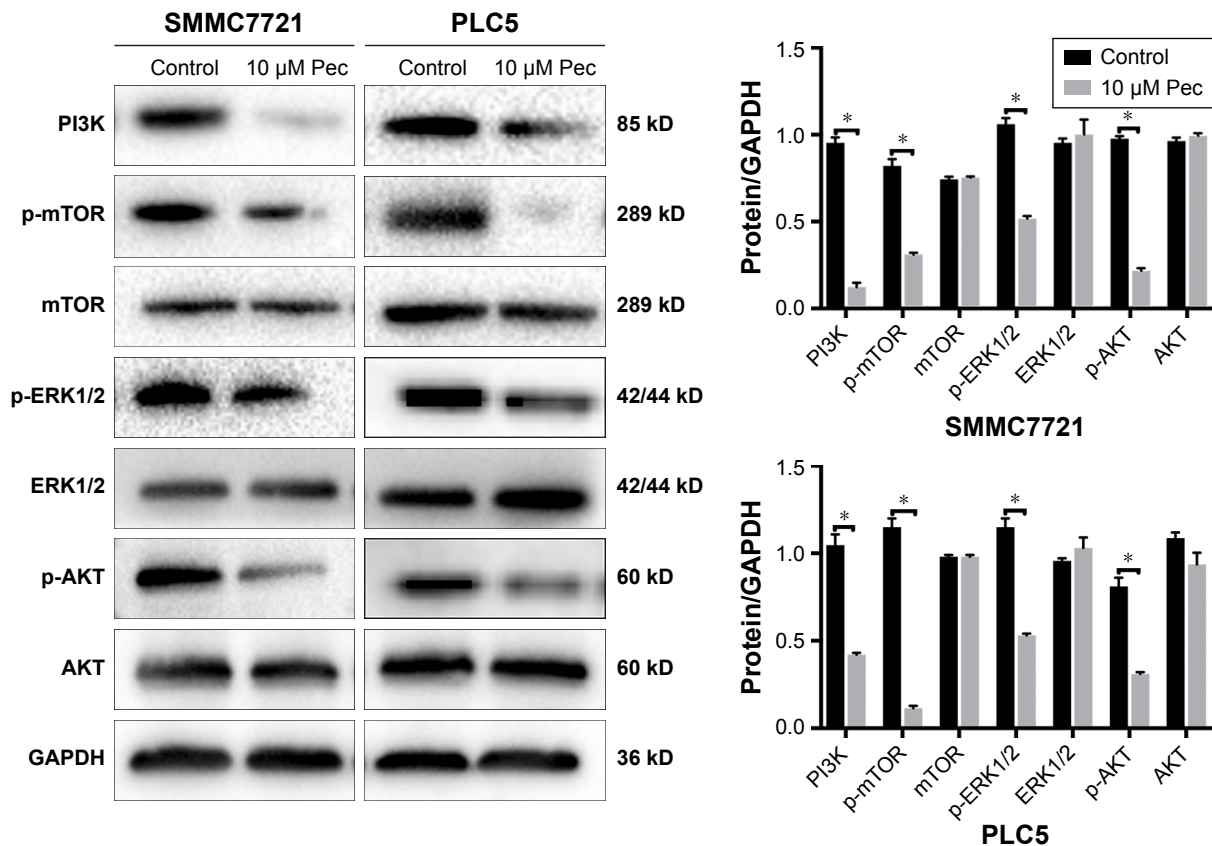 SMMC7721 PLC5
Control 10 µM Pec Control 10 µM Pec
PI3K 85 kD
p-mTOR 289 kD
mTOR 289 kD
p-ERK1/2 42/44 kD
ERK1/2 42/44 kD
p-AKT 60 kD
AKT 60 kD
GAPDH 36 kD
Control
10 µM Pec
Protein/GAPDH
1.5
1.0
0.5
0.0
* * * *
PI3K p-mTOR mTOR p-ERK1/2 ERK1/2 p-AKT AKT
SMMC7721
Protein/GAPDH
1.5
1.0
0.5
0.0
* * * *
PI3K p-mTOR mTOR p-ERK1/2 ERK1/2 p-AKT AKT
PLC5